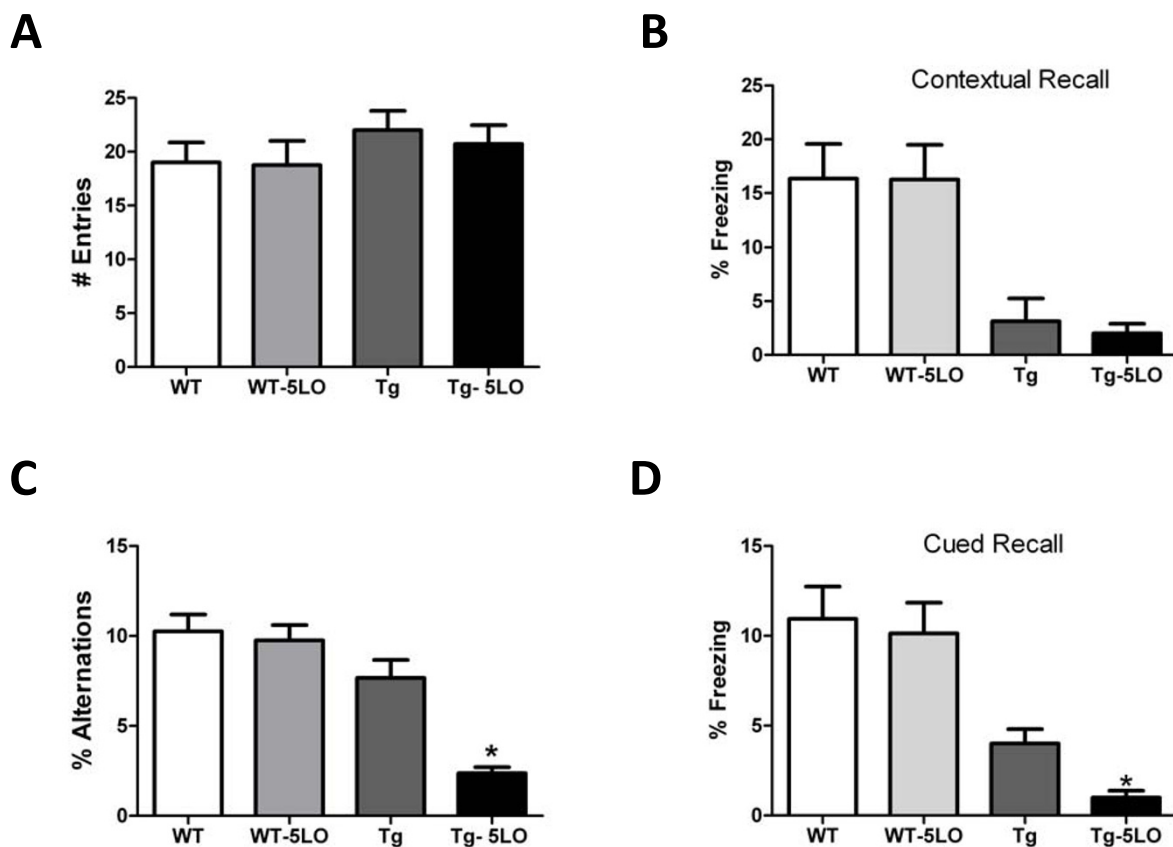 A
# Entries
25
20
15
10
5
0
WT WT-5LO Tg Tg- 5LO
B
Contextual Recall
% Freezing
25
20
15
10
5
0
WT WT-5LO Tg Tg-5LO
C
% Alternations
15
10
5
0
*
WT WT-5LO Tg Tg- 5LO
D
Cued Recall
% Freezing
15
10
5
0
*
WT WT-5LO Tg Tg-5LO